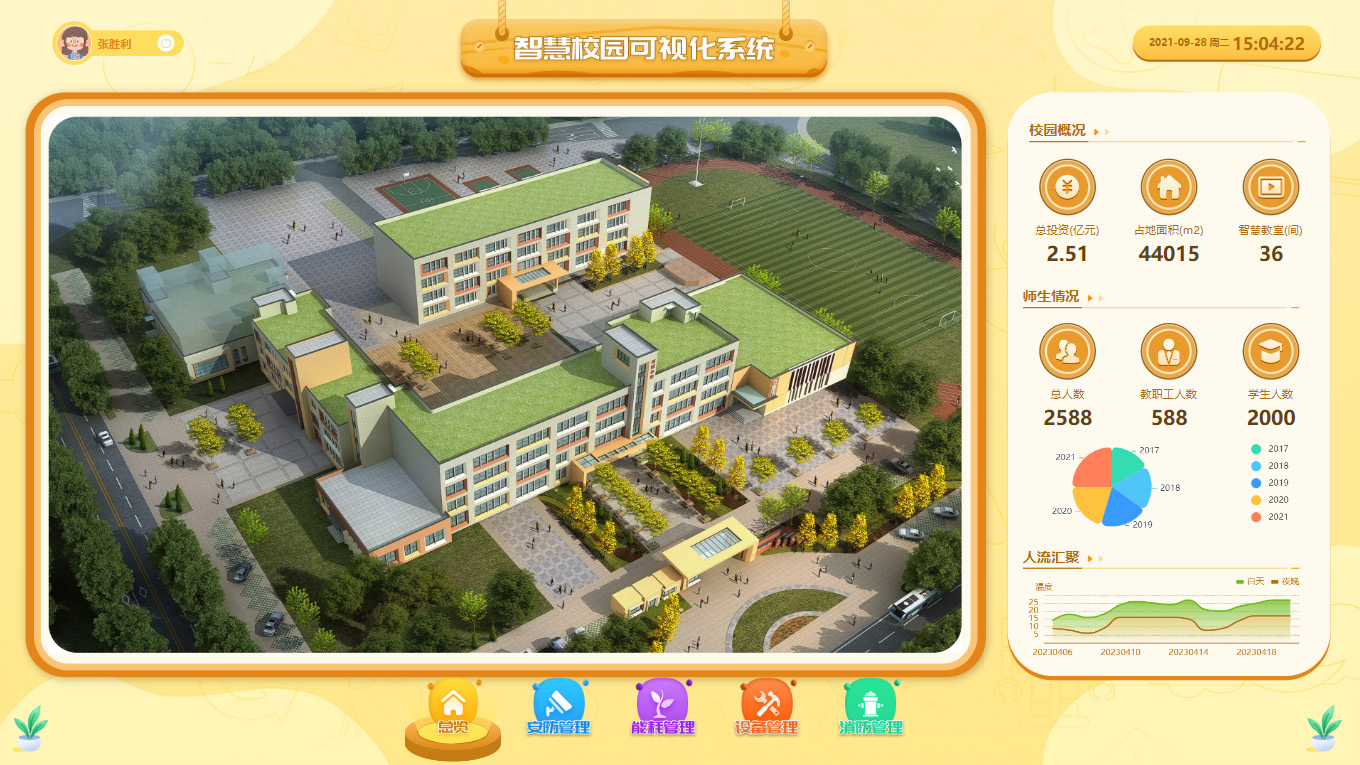 张胜利
智慧校园可视化系统
2021-09-28 周二 15:04:22
校园概况
总投资(亿元) 占地面积(m2) 智慧教室(间)
2.51 44015 36
师生情况
总人数 教职工人数 学生人数
2588 588 2000
2021 2017
2018
2020 2019
2017
2018
2019
2020
2021
人流汇聚
白天 夜晚
温度
25
20
15
10
5
20230406 20230410 20230414 20230418
总览 安防管理 能耗管理 设备管理 消防管理